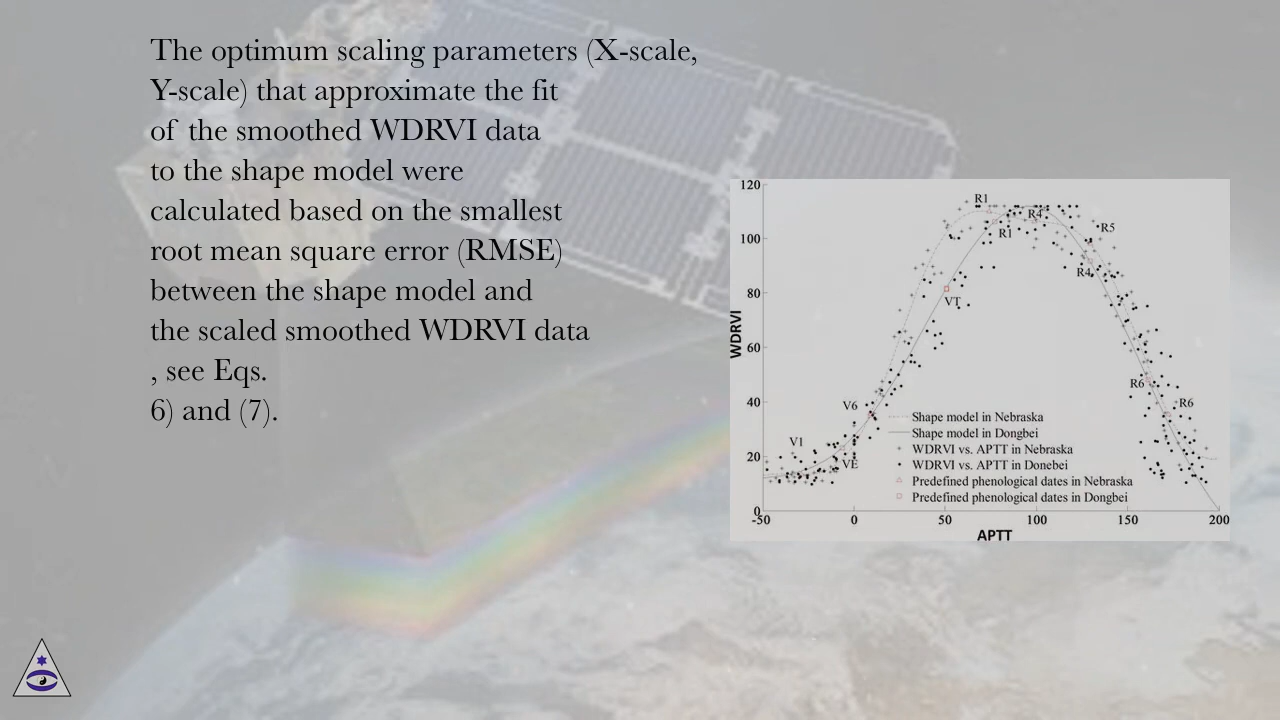 The optimum scaling parameters (X-scale,
Y-scale) that approximate the fit
of the smoothed WDRVI data
to the shape model were
calculated based on the smallest
root mean square error (RMSE)
between the shape model and
the scaled smoothed WDRVI data
, see Eqs.
6) and (7).
120
100
80
60
40
20
0
WDRVI
R1
R4
R1
R5
R4
VT
V6
V1
VE
R6
R6
Shape model in Nebraska
Shape model in Dongbei
WDRVI vs. APTT in Nebraska
WDRVI vs. APTT in Donebei
Predefined phenological dates in Nebraska
Predefined phenological dates in Dongbei
-50 0 50 100 150 200
APTT